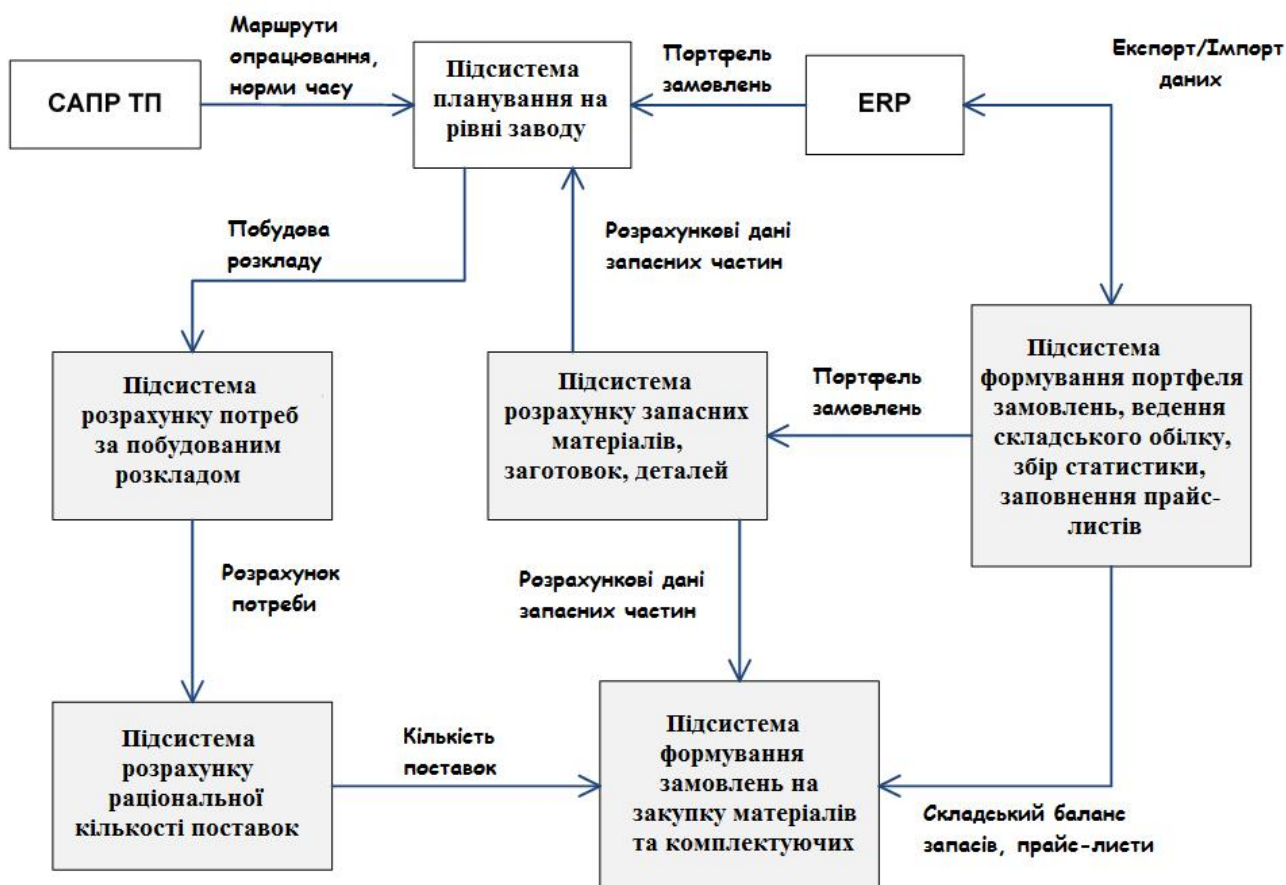 Маршрути
опрацювання,
норми часу
САПР ТП
Підсистема
планування на
рівні заводу
Портфель
замовлень
ERP
Експорт/Імпорт
даних
Побудова
розкладу
Розрахункові дані
запасних частин
Підсистема
розрахунку потреб
за побудованим
розкладом
Підсистема
розрахунку запасних
матеріалів,
заготовок, деталей
Портфель
замовлень
Підсистема
формування портфеля
замовлень, ведення
складського обілку,
збір статистики,
заповнення прайс-
листів
Розрахунок
потреби
Розрахункові дані
запасних частин
Підсистема
розрахунку
раціональної
кількості поставок
Кількість
поставок
Підсистема
формування
замовлень на
закупку матеріалів
та комплектуючих
Складський баланс
запасів, прайс-листи